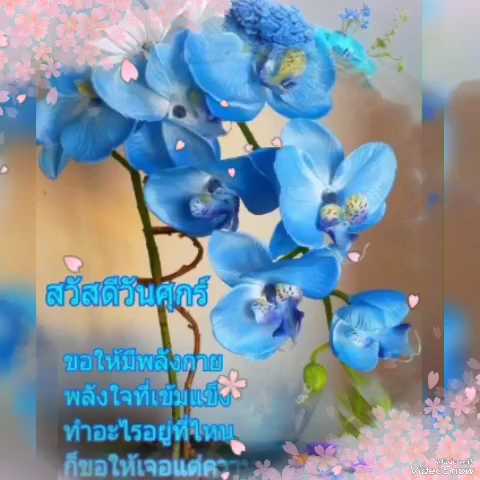 สวัสดีวันศุกร์
ขอให้มีพลังกาย
พลังใจที่เข้มแข็ง
ทำอะไรอยู่ที่ไหน
ก็ขอให้เจอแต่
VideoShow